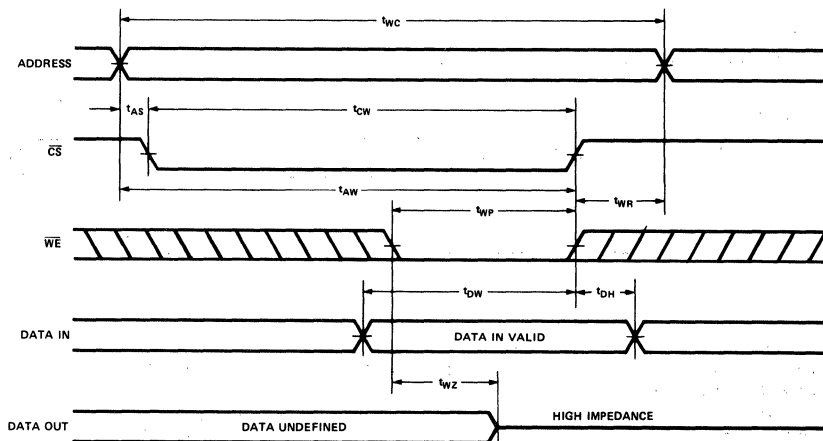 tWC
ADDRESS
tAS
tCW
CS
tAW
tWP
tWR
WE
tDW
tDH
DATA IN
DATA IN VALID
tWZ
HIGH IMPEDANCE
DATA OUT
DATA UNDEFINED